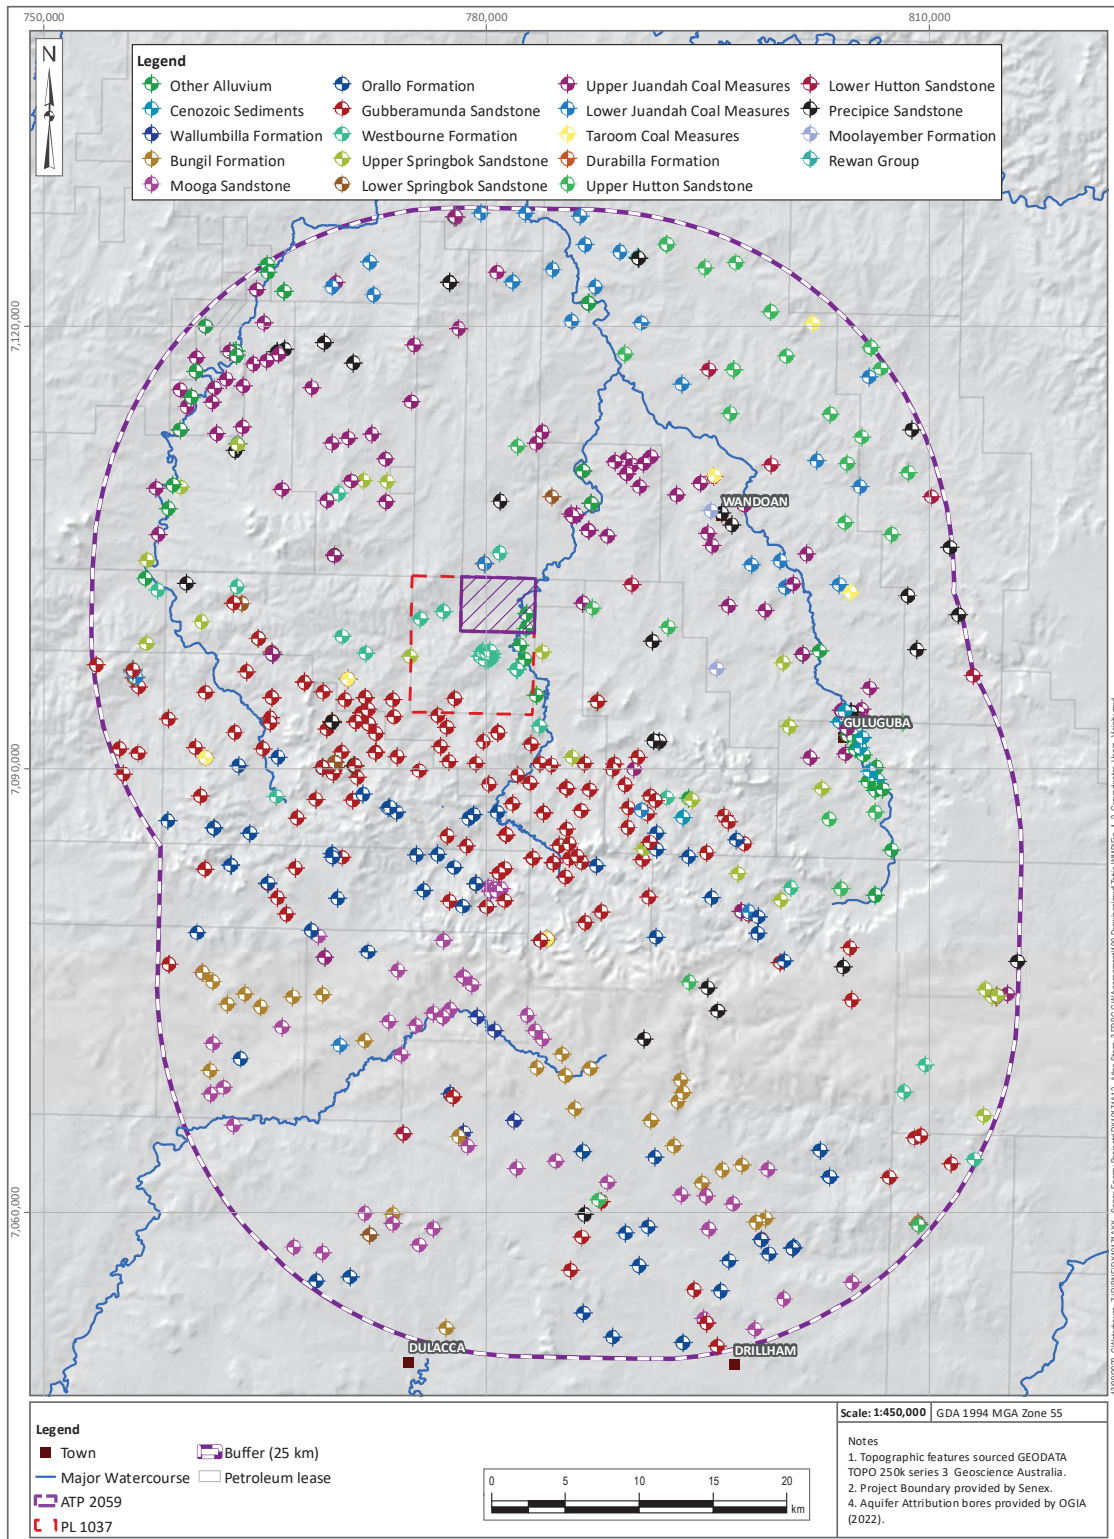 750,000
780,000
810,000
N
Legend
Other Alluvium
Cenozoic Sediments
Wallumbilla Formation
Bungil Formation
Mooga Sandstone
Orallo Formation
Gubberamunda Sandstone
Westbourne Formation
Upper Springbok Sandstone
Lower Springbok Sandstone
Upper Juandah Coal Measures
Lower Juandah Coal Measures
Taroom Coal Measures
Durabilla Formation
Upper Hutton Sandstone
Lower Hutton Sandstone
Precipice Sandstone
Moolayember Formation
Rewan Group
7,120,000
7,090,000
7,060,000
WANDOAN
GULUGUBA
DULACCA
DRILLHAM
Legend
Town
Major Watercourse
ATP 2059
PL 1037
Buffer (25 km)
Petroleum lease
0 5 10 15 20
km
Scale: 1:450,000 GDA 1994 MGA Zone 55
Notes
1. Topographic features sourced GEODATA
TOPO 250k series 3 Geoscience Australia.
2. Project Boundary provided by Senex.
4. Aquifer Attribution bores provided by OGIA
(2022).